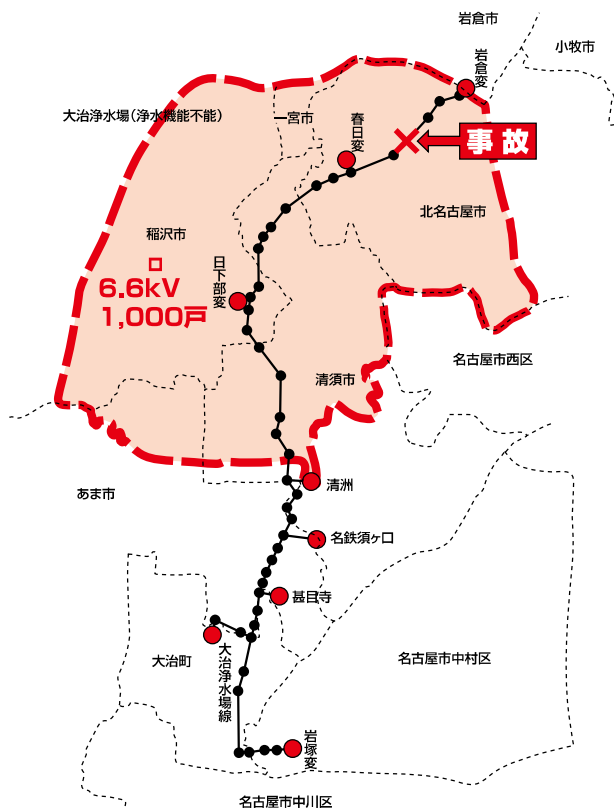 岩倉市
小牧市
岩倉変
大治浄水場（浄水機能不能）
一宮市
春日変
事故
北名古屋市
稲沢市
6.6kV
1,000戸
日下部変
名古屋市西区
清須市
あま市
清洲
名鉄須ヶ口
甚目寺
大治町
大治浄水場線
名古屋市中村区
岩塚変
名古屋市中川区